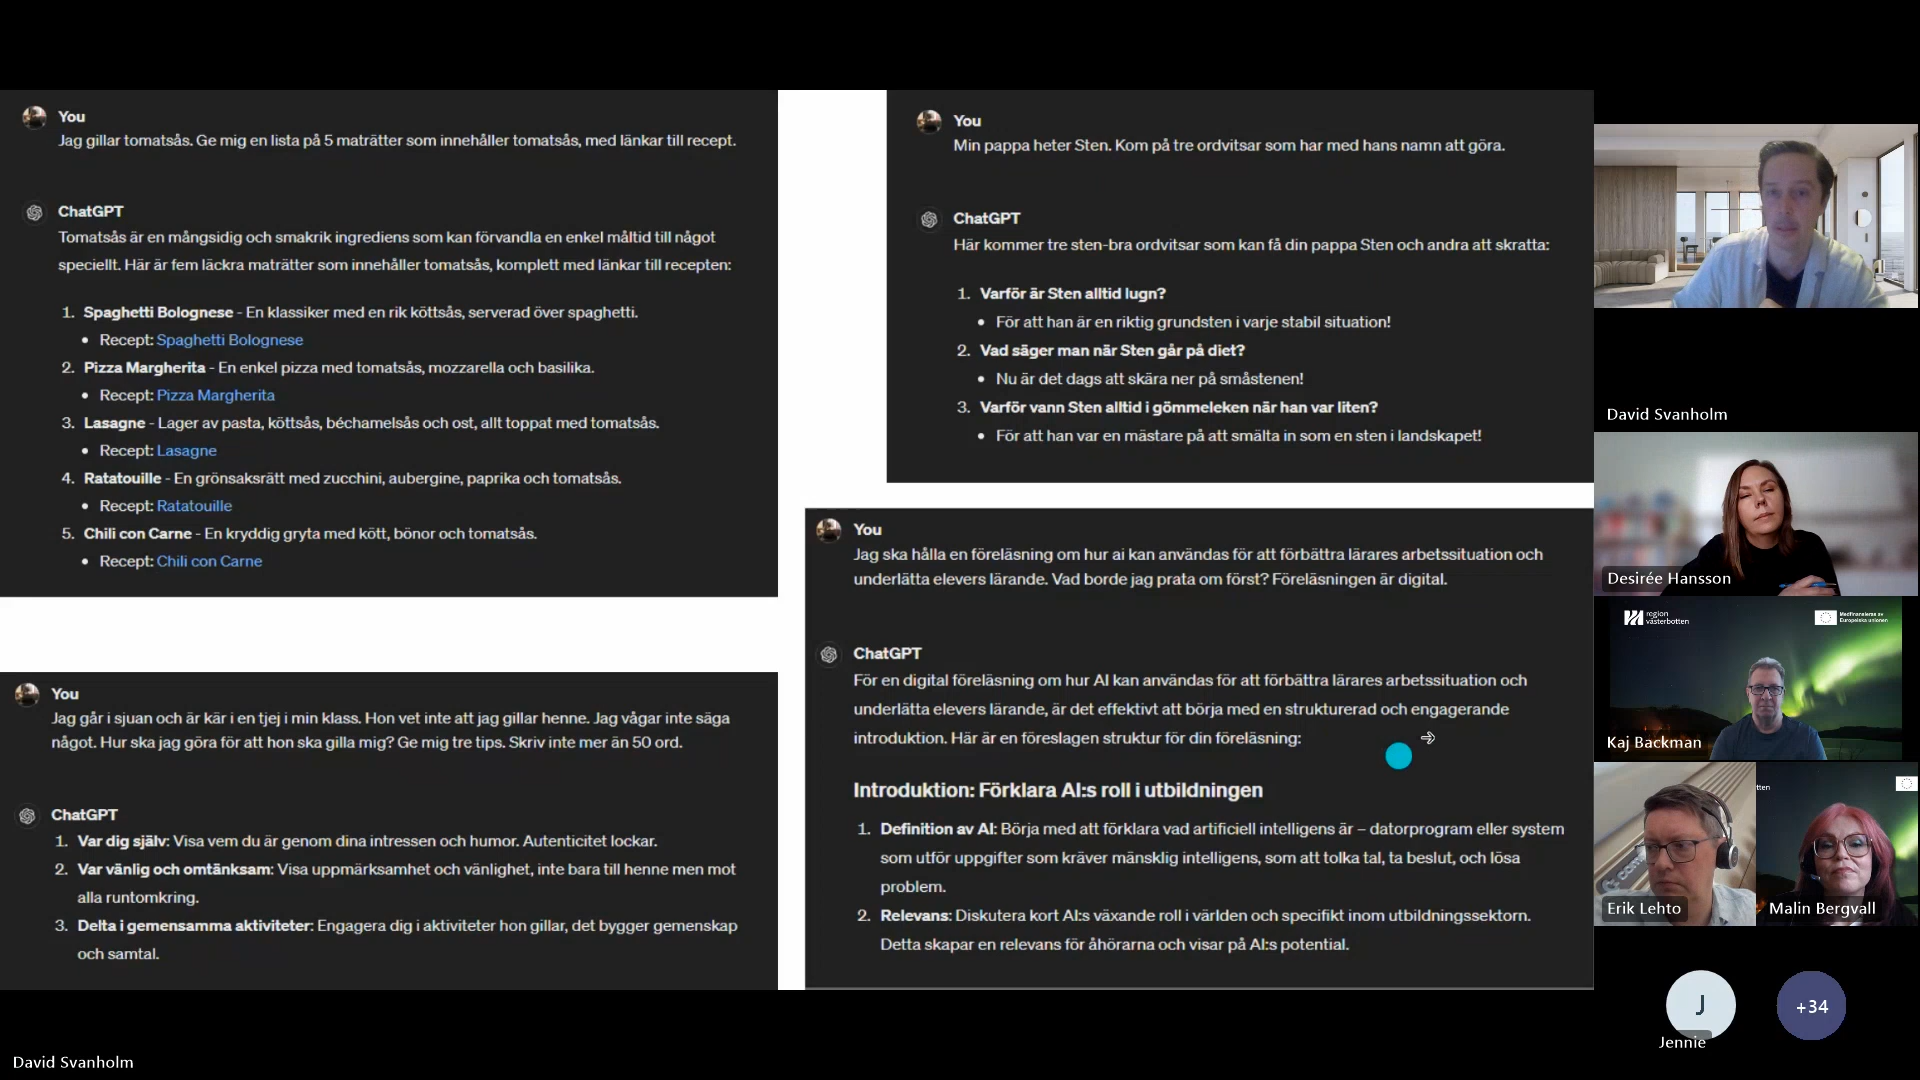 You
Jag gillar tomatsås. Ge mig en lista på 5 maträtter som innehåller tomatsås, med länkar till recept.
ChatGPT
Tomatsås är en mångsidig och smakrik ingrediens som kan förvandla en enkel måltid till något
speciellt. Här är fem läckra maträtter som innehåller tomatsås, komplett med länkar till recepten:
1. Spaghetti Bolognese - En klassiker med en rik köttsås, serverad över spaghetti.
• Recept: Spaghetti Bolognese
2. Pizza Margherita - En enkel pizza med tomatsås, mozzarella och basilika.
• Recept: Pizza Margherita
3. Lasagne - Lager av pasta, köttsås, béchamelsås och ost, allt toppat med tomatsås.
• Recept: Lasagne
4. Ratatouille - En grönsaksrätt med zucchini, aubergine, paprika och tomatsås.
• Recept: Ratatouille
5. Chili con Carne - En kryddig gryta med kött, bönor och tomatsås.
• Recept: Chili con Carne
You
Min pappa heter Sten. Kom på tre ordvitsar som har med hans namn att göra.
ChatGPT
Här kommer tre sten-bra ordvitsar som kan få din pappa Sten och andra att skratta:
1. Varför är Sten alltid lugn?
• För att han är en riktig grundsten i varje stabil situation!
2. Vad säger man när Sten går på diet?
• Nu är det dags att skära ner på småstenen!
3. Varför vann Sten alltid i gömmeleken när han var liten?
• För att han var en mästare på att smälta in som en sten i landskapet!
You
Jag går i sjuan och är kär i en tjej i min klass. Hon vet inte att jag gillar henne. Jag vågar inte säga
något. Hur ska jag göra för att hon ska gilla mig? Ge mig tre tips. Skriv inte mer än 50 ord.
ChatGPT
1. Var dig själv: Visa vem du är genom dina intressen och humor. Autenticitet lockar.
2. Var vänlig och omtänksam: Visa uppmärksamhet och vänlighet, inte bara till henne men mot
alla runtomkring.
3. Delta i gemensamma aktiviteter: Engagera dig i aktiviteter hon gillar, det bygger gemenskap
och samtal.
You
Jag ska hålla en föreläsning om hur ai kan användas för att förbättra lärares arbetssituation och
underlätta elevers lärande. Vad borde jag prata om först? Föreläsningen är digital.
ChatGPT
För en digital föreläsning om hur AI kan användas för att förbättra lärares arbetssituation och
underlätta elevers lärande, är det effektivt att börja med en strukturerad och engagerande
introduktion. Här är en föreslagen struktur för din föreläsning:
Introduktion: Förklara AI:s roll i utbildningen
1. Definition av AI: Börja med att förklara vad artificiell intelligens är – datorprogram eller system
som utför uppgifter som kräver mänsklig intelligens, som att tolka tal, ta beslut, och lösa
problem.
2. Relevans: Diskutera kort AI:s växande roll i världen och specifikt inom utbildningssektorn.
Detta skapar en relevans för åhörarna och visar på AI:s potential.
David Svanholm
Desirée Hansson
region
västerbotten
Medfinansieras av
Europeiska unionen
Kaj Backman
Erik Lehto
tten
Malin Bergvall
J
Jennie
+34
David Svanholm